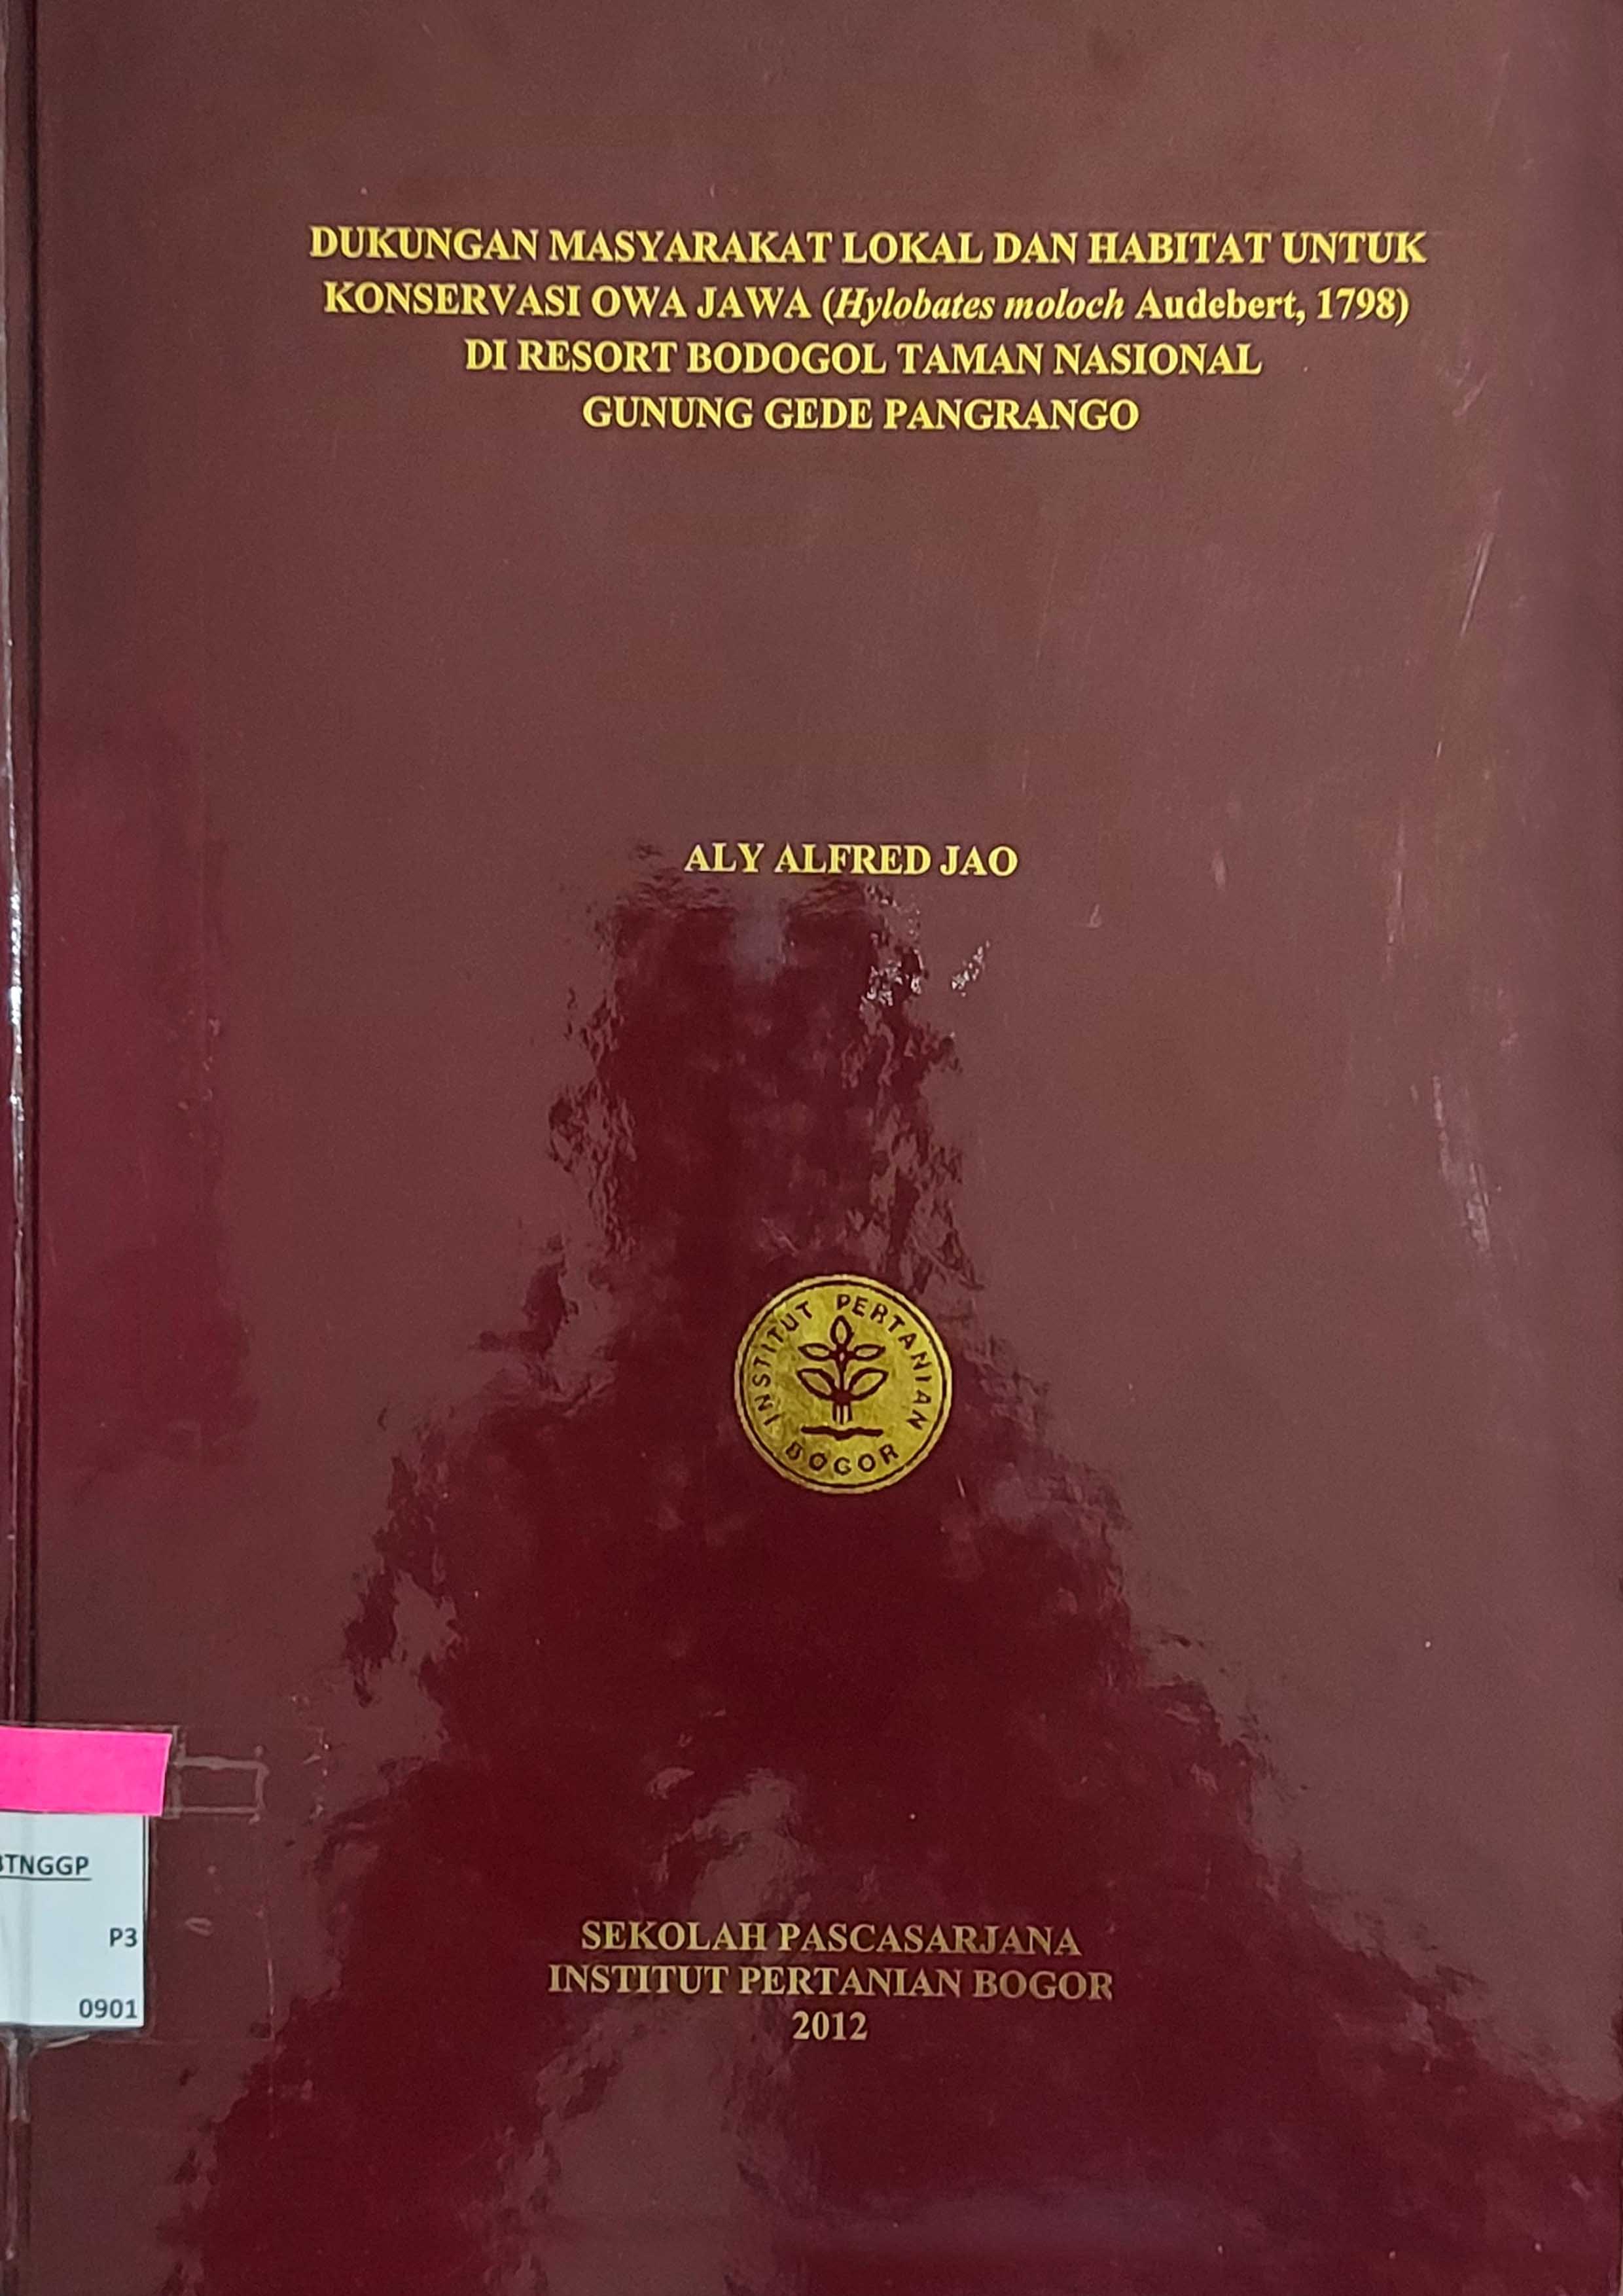 DUKUNGAN MASYARAKAT LOKAL DAN HABITAT UNTUK
KONSERVASI OWA JAWA (Hylobates moloch Audebert, 1798)
DI RESORT BODOGOL TAMAN NASIONAL
GUNUNG GEDE PANGRANGO
ALY ALFRED JAO
INSTITUT PERTANIAN
BOGOR
BTNGGP
P3
0901
SEKOLAH PASCASARJANA
INSTITUT PERTANIAN BOGOR
2012